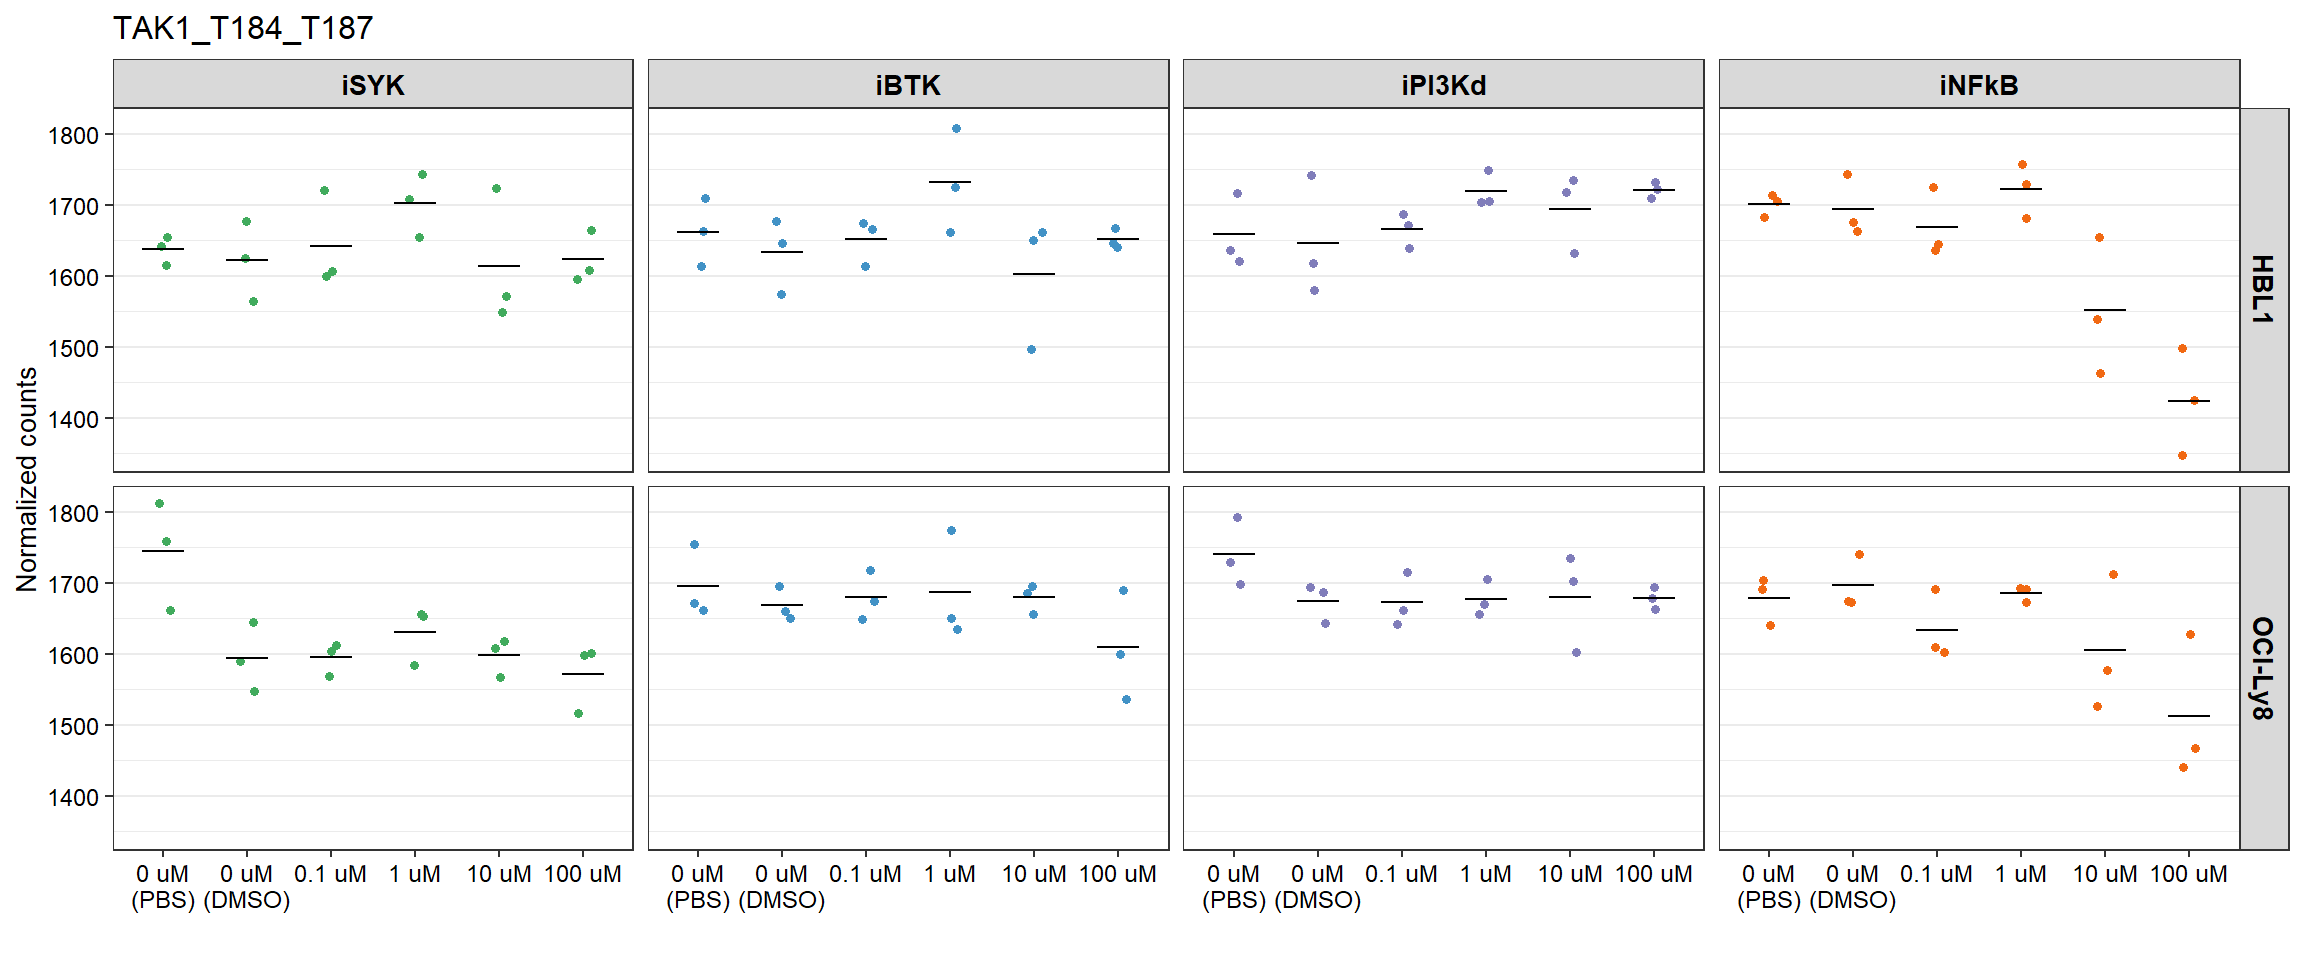 TAK1_T184_T187
iSYK iBTK iPI3Kd iNFkB
Normalized counts
1800
1700
1600
1500
1400
HBL1
1800
1700
1600
1500
1400
OCI-Ly8
0 uM 0 uM 0.1 uM 1 uM 10 uM 100 uM 0 uM 0 uM 0.1 uM 1 uM 10 uM 100 uM 0 uM 0 uM 0.1 uM 1 uM 10 uM 100 uM 0 uM 0 uM 0.1 uM 1 uM 10 uM 100 uM
(PBS) (DMSO) (PBS) (DMSO) (PBS) (DMSO) (PBS) (DMSO)